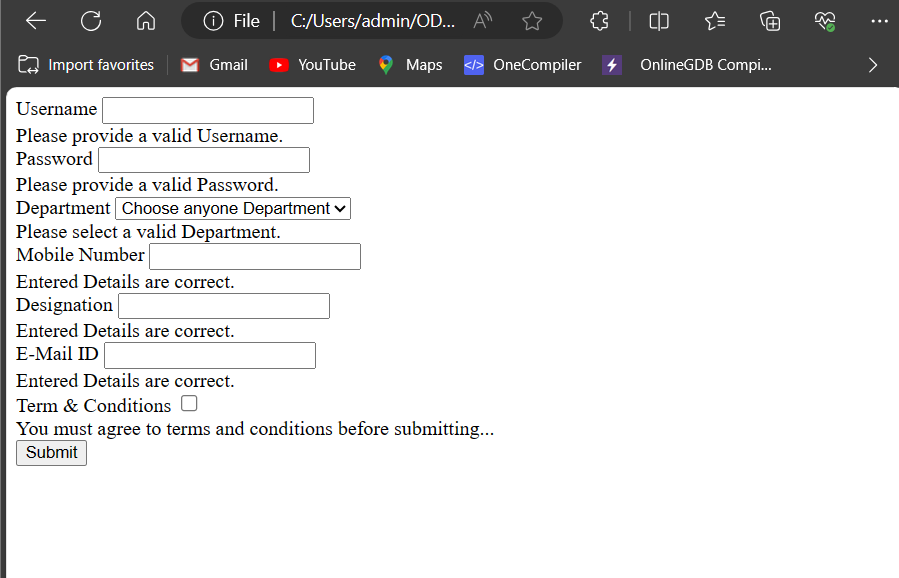 File C:/Users/admin/OD...
Import favorites Gmail YouTube Maps </> OneCompiler OnlineGDB Compi...
Username
Please provide a valid Username.
Password
Please provide a valid Password.
Department Choose anyone Department
Please select a valid Department.
Mobile Number
Entered Details are correct.
Designation
Entered Details are correct.
E-Mail ID
Entered Details are correct.
Term & Conditions
You must agree to terms and conditions before submitting...
Submit